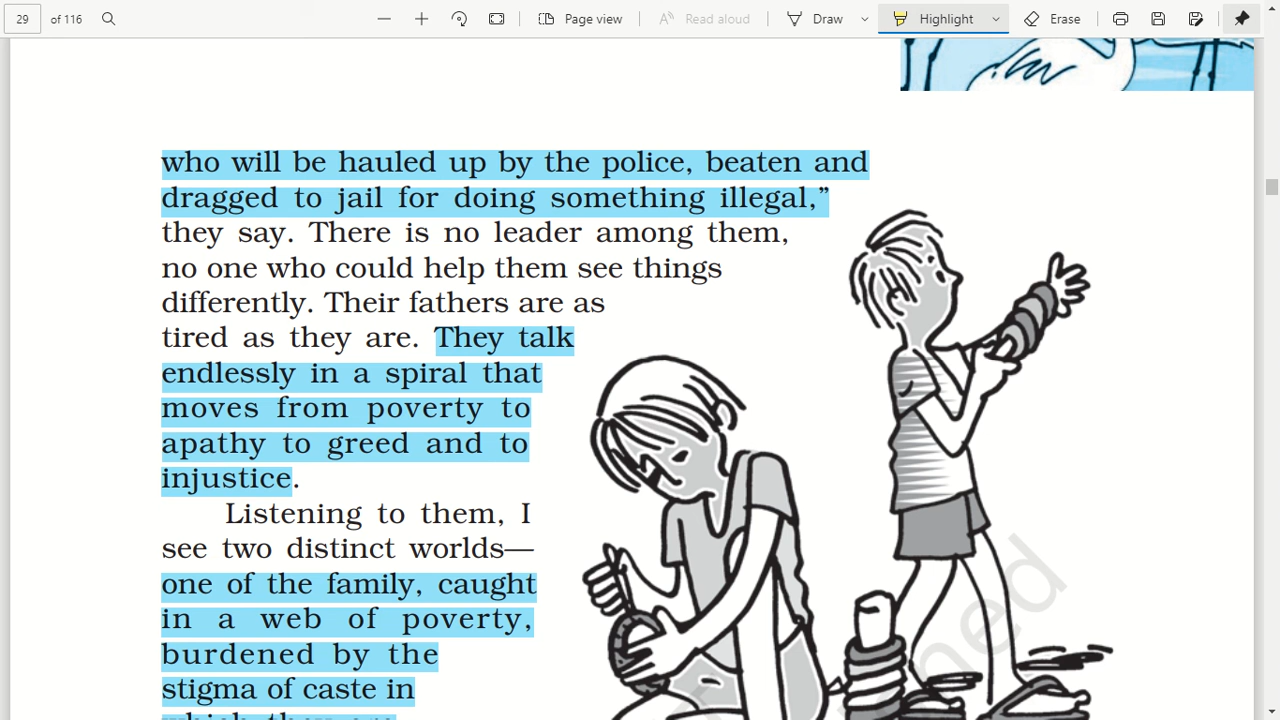 29 of 116 Page view Read aloud Draw Highlight Erase
who will be hauled up by the police, beaten and
dragged to jail for doing something illegal,”
they say. There is no leader among them,
no one who could help them see things
differently. Their fathers are as
tired as they are. They talk
endlessly in a spiral that
moves from poverty to
apathy to greed and to
injustice.
Listening to them, I
see two distinct worlds—
one of the family, caught
in a web of poverty,
burdened by the
stigma of caste in
which they are